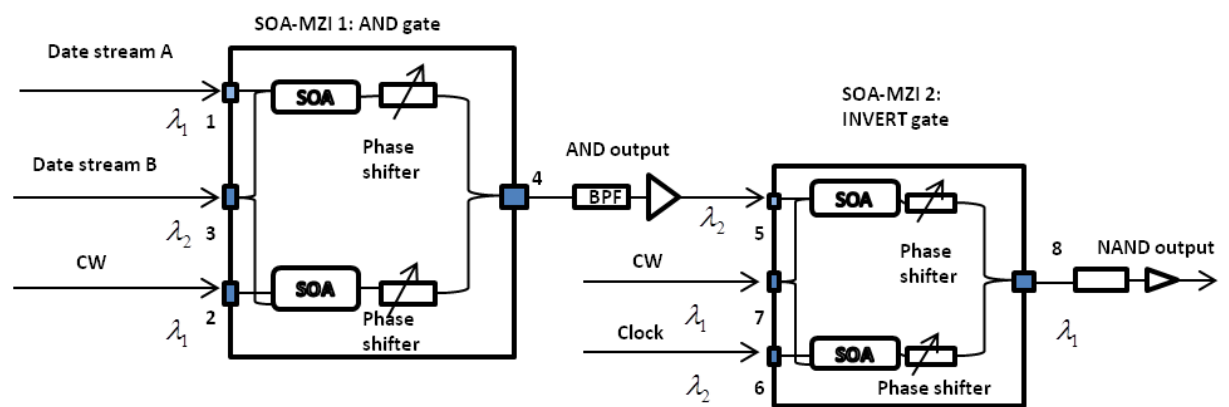 SOA-MZI 1: AND gate
Date stream A
λ1
1
SOA
Phase
shifter
Date stream B
λ2
3
CW
λ1
2
SOA
Phase
shifter
4
AND output
BPF
λ2
SOA-MZI 2:
INVERT gate
5
SOA
Phase
shifter
CW
λ1
7
Clock
λ2
6
SOA
Phase shifter
8
NAND output
λ1